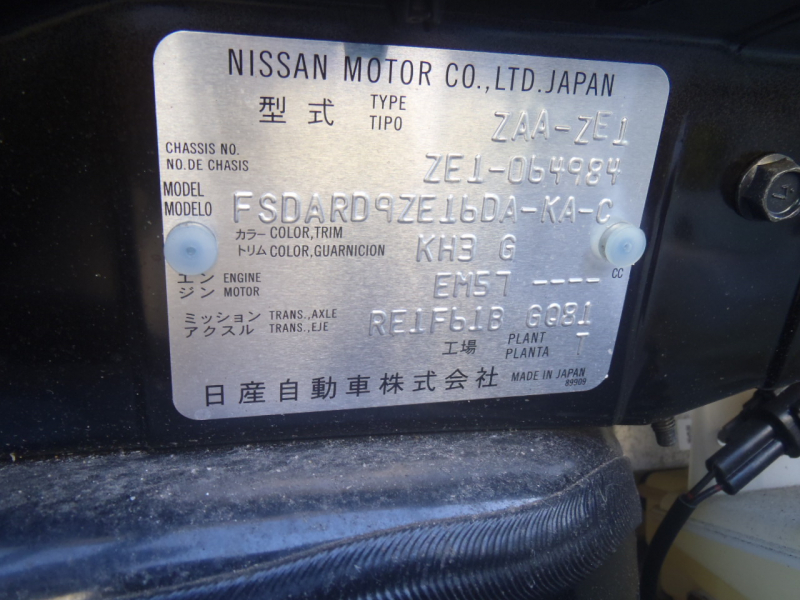 NISSAN MOTOR CO.,LTD.JAPAN
型式 TYPE TIPO ZAA-ZE1
CHASSIS NO.
NO.DE CHASIS ZE1-064984
MODEL
MODELO FSDARD9ZE16DA-KA-C
カラー COLOR,TRIM
トリム COLOR,GUARNICION KH3 G
エン ENGINE
ジン MOTOR EM57 ---- CC
ミッション TRANS.,AXLE
アクスル TRANS.,EJE RE1F61B GQ81
工場 PLANT PLANTA T
日産自動車株式会社 MADE IN JAPAN
89909